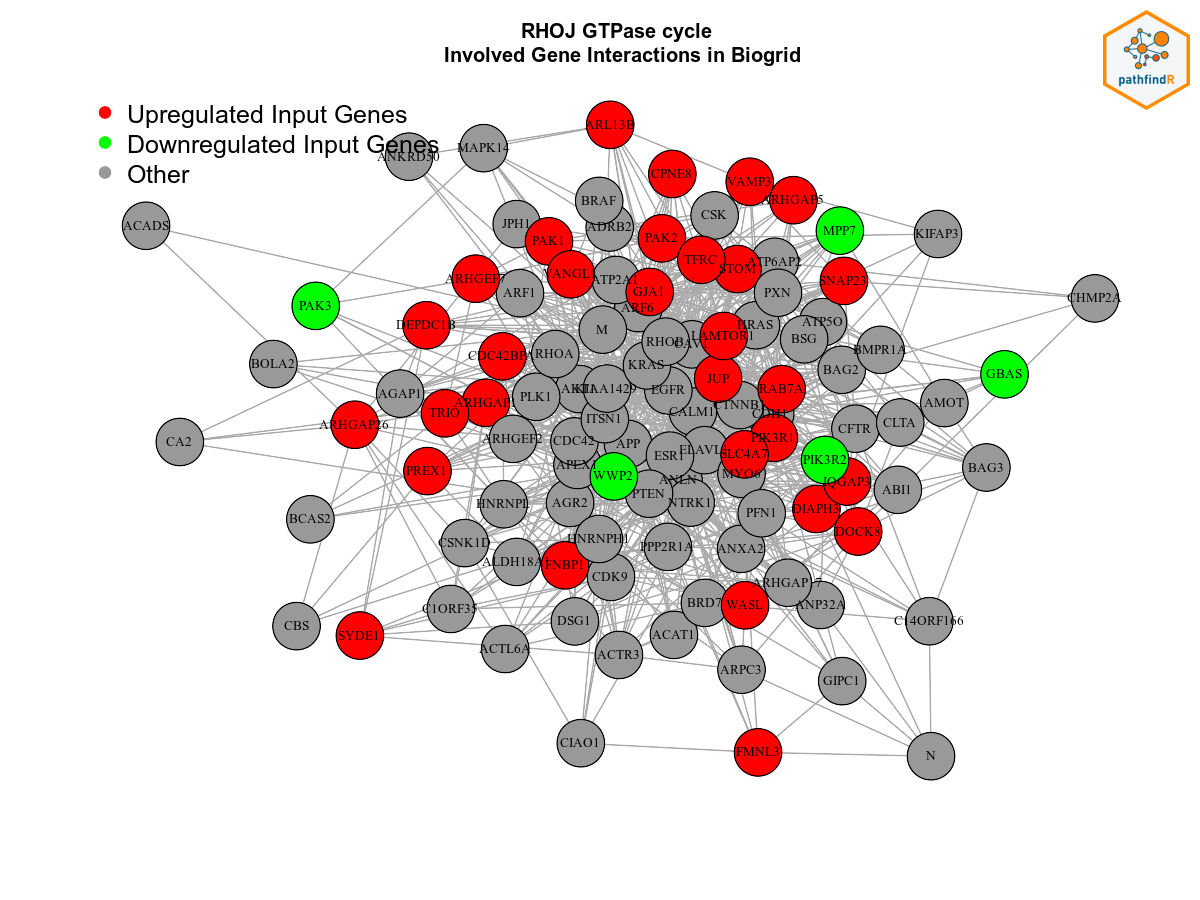 RHOJ GTPase cycle
Involved Gene Interactions in Biogrid
pathfindR
Upregulated Input Genes
Downregulated Input Genes
Other
ARL13B
MAPK14
ANKRD50
CPNE8
VAMP3
ARHGAP5
BRAF
CSK
ACADS
JPH1
ADRB2
MPP7
KIFAP3
PAK1
PAK2
TFRC
STOM
ATP6AP2
VANGL
ARHGEF7
ATP2A1
SNAP23
ARF1
GJA1
PXN
CHMP2A
PAK3
ARF6
DEPDC1B
M
HRAS
ATP5O
LAMTOR1
BSG
RHOA
CAV1
BMPR1A
CDC42BP
BOLA2
KRAS
BAG2
GBAS
EGFR
JUP
RAB7A
AGAP1
PLK1
KIAA1429
AMOT
ARHGAP1
TRIO
CALM1
CTNNB1
CDH1
ARHGAP26
ITSN1
CFTR
CLTA
CA2
ARHGEF2
CDC42
APP
PIK3R1
ELAVL
ESR1
SLC4A7
PIK3R2
APEX1
WWP2
PREX1
MYO6
IQGAP1
BAG3
ANLN
ABI1
PTEN
HNRNPL
AGR2
NTRK1
DIAPH3
BCAS2
PFN1
DOCK8
CSNK1D
HNRNPH1
PPP2R1A
ANXA2
ALDH18A1
FNBP1
CDK9
ARHGAP17
C1ORF35
BRD7
WASL
ANP32A
CBS
SYDE1
DSG1
ACAT1
C14ORF166
ACTL6A
ACTR3
ARPC3
GIPC1
CIAO1
FMNL3
N